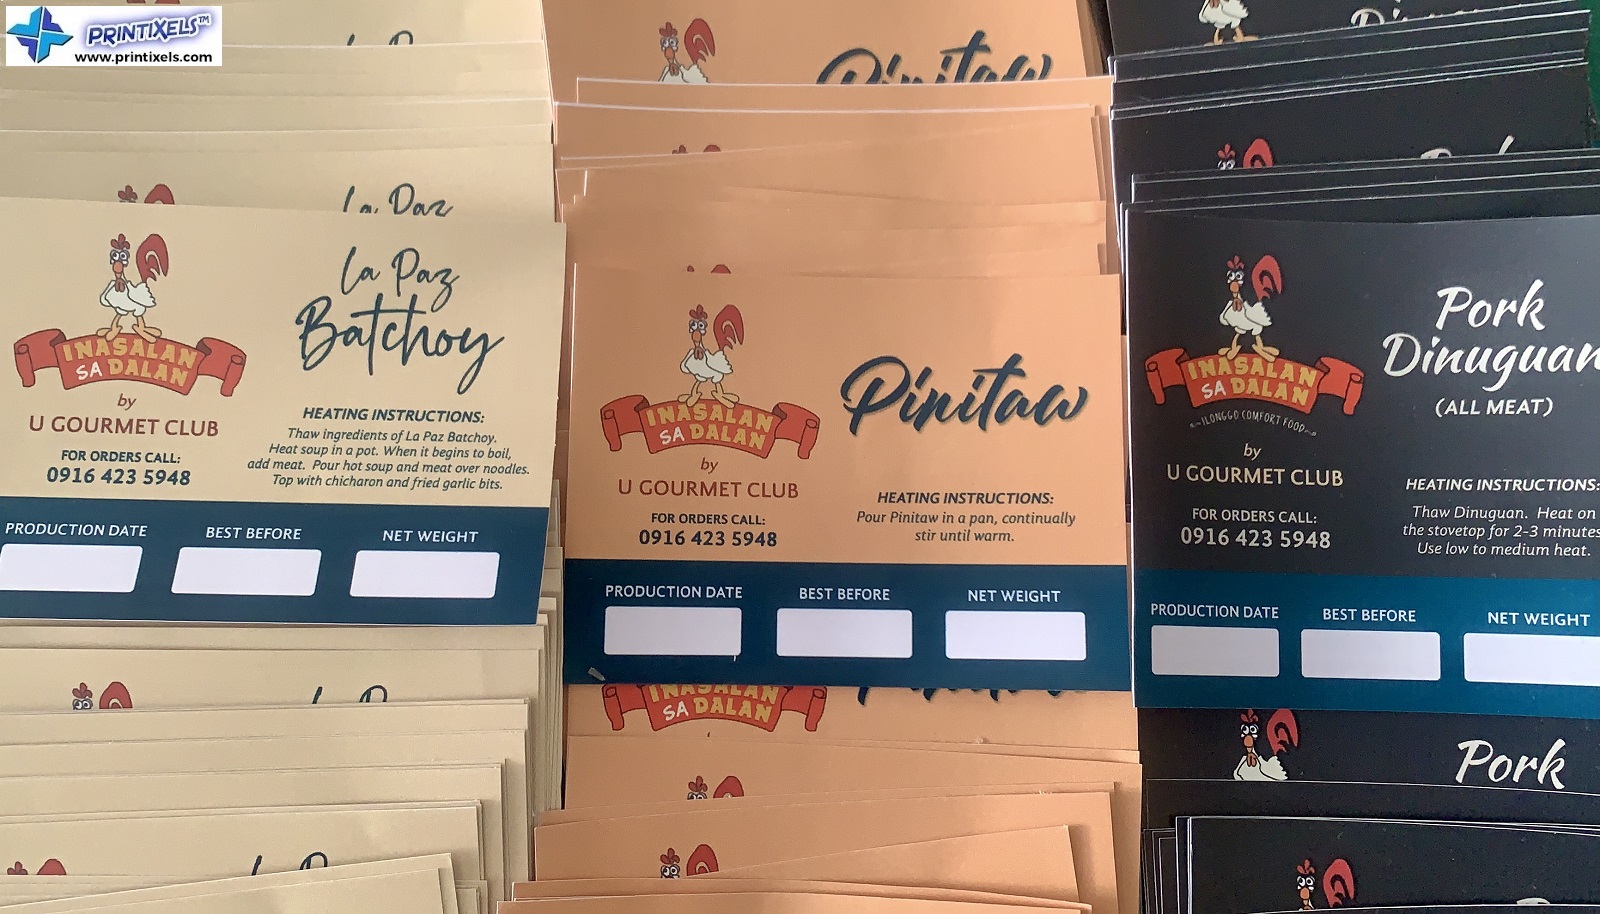 PRINTIXELS™
www.printixels.com
La Paz
La Paz
Batchoy
INASALAN
SA DALAN
by
U GOURMET CLUB
FOR ORDERS CALL:
0916 423 5948
HEATING INSTRUCTIONS:
Thaw ingredients of La Paz Batchoy.
Heat soup in a pot. When it begins to boil,
add meat. Pour hot soup and meat over noodles.
Top with chicharon and fried garlic bits.
PRODUCTION DATE
BEST BEFORE
NET WEIGHT
Pinitaw
Pinitaw
INASALAN
SA DALAN
by
U GOURMET CLUB
FOR ORDERS CALL:
0916 423 5948
HEATING INSTRUCTIONS:
Pour Pinitaw in a pan, continually
stir until warm.
PRODUCTION DATE
BEST BEFORE
NET WEIGHT
INASALAN
SA DALAN
Dinuguan
Pork
Dinuguan
(ALL MEAT)
INASALAN
SA DALAN
~ILONGGO COMFORT FOOD~
by
U GOURMET CLUB
FOR ORDERS CALL:
0916 423 5948
HEATING INSTRUCTIONS:
Thaw Dinuguan. Heat on
the stovetop for 2-3 minutes
Use low to medium heat.
PRODUCTION DATE
BEST BEFORE
NET WEIGHT
Pork